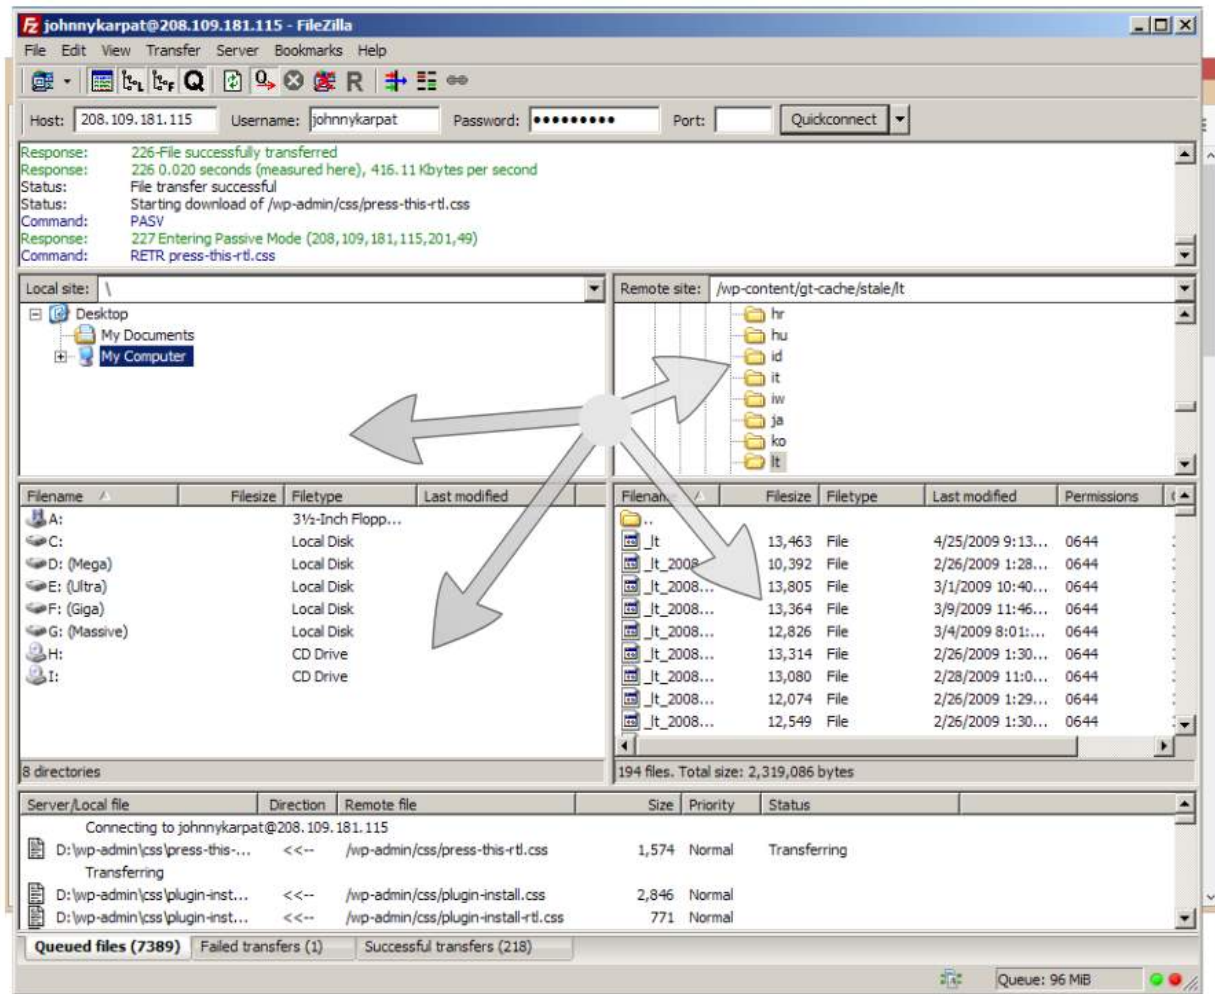 johnnykarpat@208.109.181.115 - FileZilla
File Edit View Transfer Server Bookmarks Help
Host: 208.109.181.115 Username: johnnykarpat Password: ●●●●●●●●● Port: Quickconnect
Response: 226-File successfully transferred
Response: 226 0.020 seconds (measured here), 416.11 Kbytes per second
Status: File transfer successful
Status: Starting download of /wp-admin/css/press-this-rtl.css
Command: PASV
Response: 227 Entering Passive Mode (208,109,181,115,201,49)
Command: RETR press-this-rtl.css
Local site: \
Desktop
My Documents
My Computer
Remote site: /wp-content/gt-cache/stale/lt
hr
hu
id
it
iw
ja
ko
lt
Filename Filesize Filetype Last modified
A: 3½-Inch Flopp...
C: Local Disk
D: (Mega) Local Disk
E: (Ultra) Local Disk
F: (Giga) Local Disk
G: (Massive) Local Disk
H: CD Drive
I: CD Drive
8 directories
Filename Filesize Filetype Last modified Permissions
..
_lt 13,463 File 4/25/2009 9:13... 0644
_lt_2008... 10,392 File 2/26/2009 1:28... 0644
_lt_2008... 13,805 File 3/1/2009 10:40... 0644
_lt_2008... 13,364 File 3/9/2009 11:46... 0644
_lt_2008... 12,826 File 3/4/2009 8:01:... 0644
_lt_2008... 13,314 File 2/26/2009 1:30... 0644
_lt_2008... 13,080 File 2/28/2009 11:0... 0644
_lt_2008... 12,074 File 2/26/2009 1:29... 0644
_lt_2008... 12,549 File 2/26/2009 1:30... 0644
194 files. Total size: 2,319,086 bytes
Server/Local file Direction Remote file Size Priority Status
Connecting to johnnykarpat@208.109.181.115
D:\wp-admin\css\press-this-... <<-- /wp-admin/css/press-this-rtl.css 1,574 Normal Transferring
Transferring
D:\wp-admin\css\plugin-inst... <<-- /wp-admin/css/plugin-install.css 2,846 Normal
D:\wp-admin\css\plugin-inst... <<-- /wp-admin/css/plugin-install-rtl.css 771 Normal
Queued files (7389) Failed transfers (1) Successful transfers (218)
Queue: 96 MiB